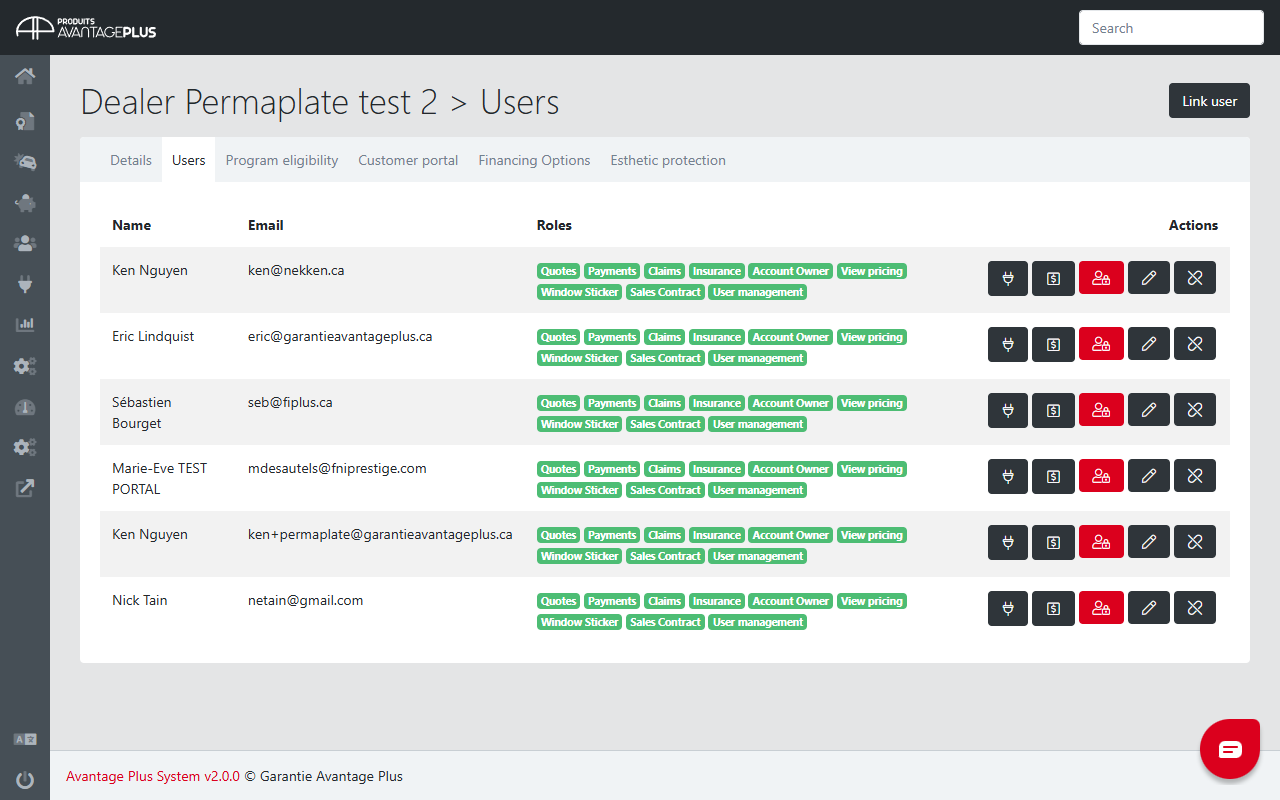 PRODUITS
AVANTAGEPLUS
Search
Dealer Permaplate test 2 > Users
Link user
Details Users Program eligibility Customer portal Financing Options Esthetic protection
Name Email Roles Actions
Ken Nguyen ken@nekken.ca Quotes Payments Claims Insurance Account Owner View pricing
Window Sticker Sales Contract User management
Eric Lindquist eric@garantieavantageplus.ca Quotes Payments Claims Insurance Account Owner View pricing
Window Sticker Sales Contract User management
Sébastien seb@fiplus.ca Quotes Payments Claims Insurance Account Owner View pricing
Bourget Window Sticker Sales Contract User management
Marie-Eve TEST mdesautels@fniprestige.com Quotes Payments Claims Insurance Account Owner View pricing
PORTAL Window Sticker Sales Contract User management
Ken Nguyen ken+permaplate@garantieavantageplus.ca Quotes Payments Claims Insurance Account Owner View pricing
Window Sticker Sales Contract User management
Nick Tain netain@gmail.com Quotes Payments Claims Insurance Account Owner View pricing
Window Sticker Sales Contract User management
Avantage Plus System v2.0.0 © Garantie Avantage Plus